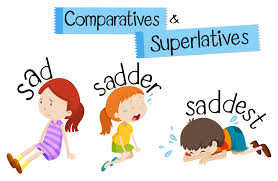 Comparatives &
Superlatives
sad
sadder
saddest